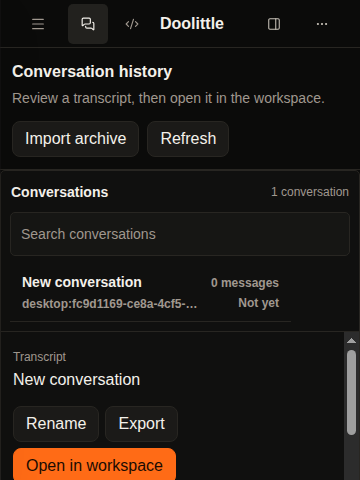 Doolittle
Conversation history
Review a transcript, then open it in the workspace.
Import archive
Refresh
Conversations
1 conversation
Search conversations
New conversation
0 messages
desktop:fc9d1169-ce8a-4cf5-...
Not yet
Transcript
New conversation
Rename
Export
Open in workspace